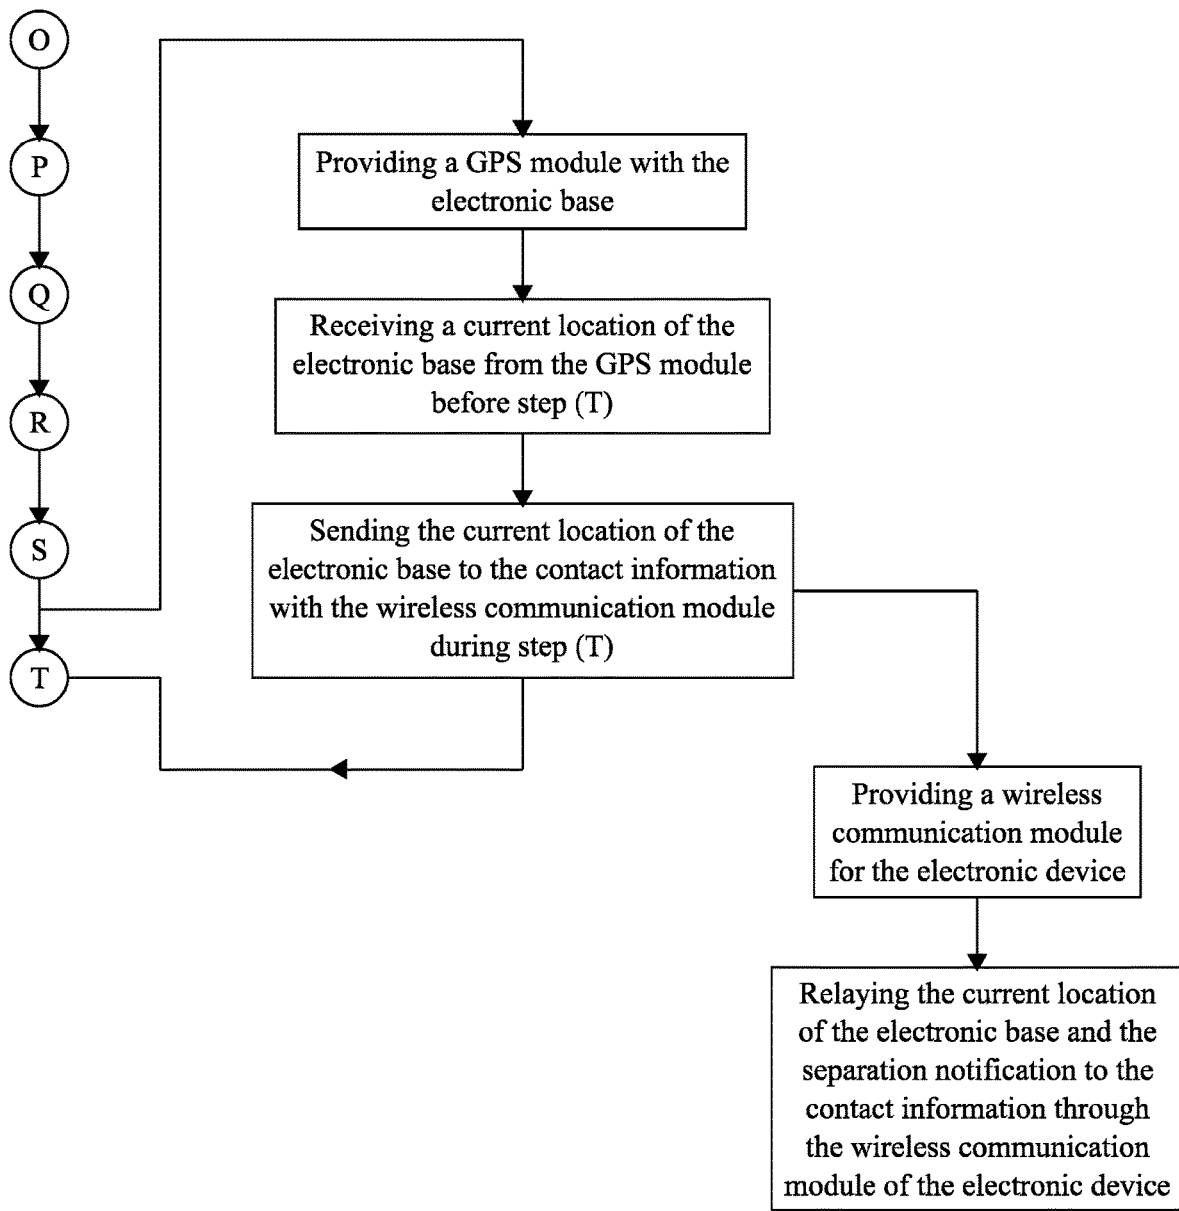 O
P
Q
R
S
T
Providing a GPS module with the
electronic base
Receiving a current location of the
electronic base from the GPS module
before step (T)
Sending the current location of the
electronic base to the contact information
with the wireless communication module
during step (T)
Providing a wireless
communication module
for the electronic device
Relaying the current location
of the electronic base and the
separation notification to the
contact information through
the wireless communication
module of the electronic device